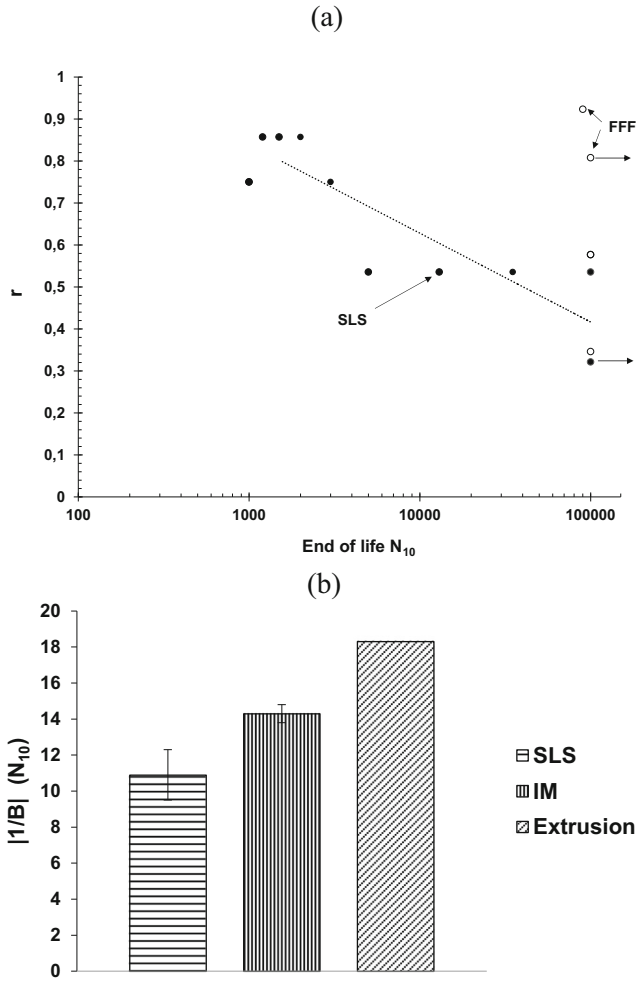 (a)
1
0,9
0,8
0,7
0,6
0,5
0,4
0,3
0,2
0,1
0
r
FFF
SLS
100
1000
10000
100000
End of life N₁₀
(b)
20
18
16
14
12
10
8
6
4
2
0
|1/B| (N₁₀)
SLS
IM
Extrusion